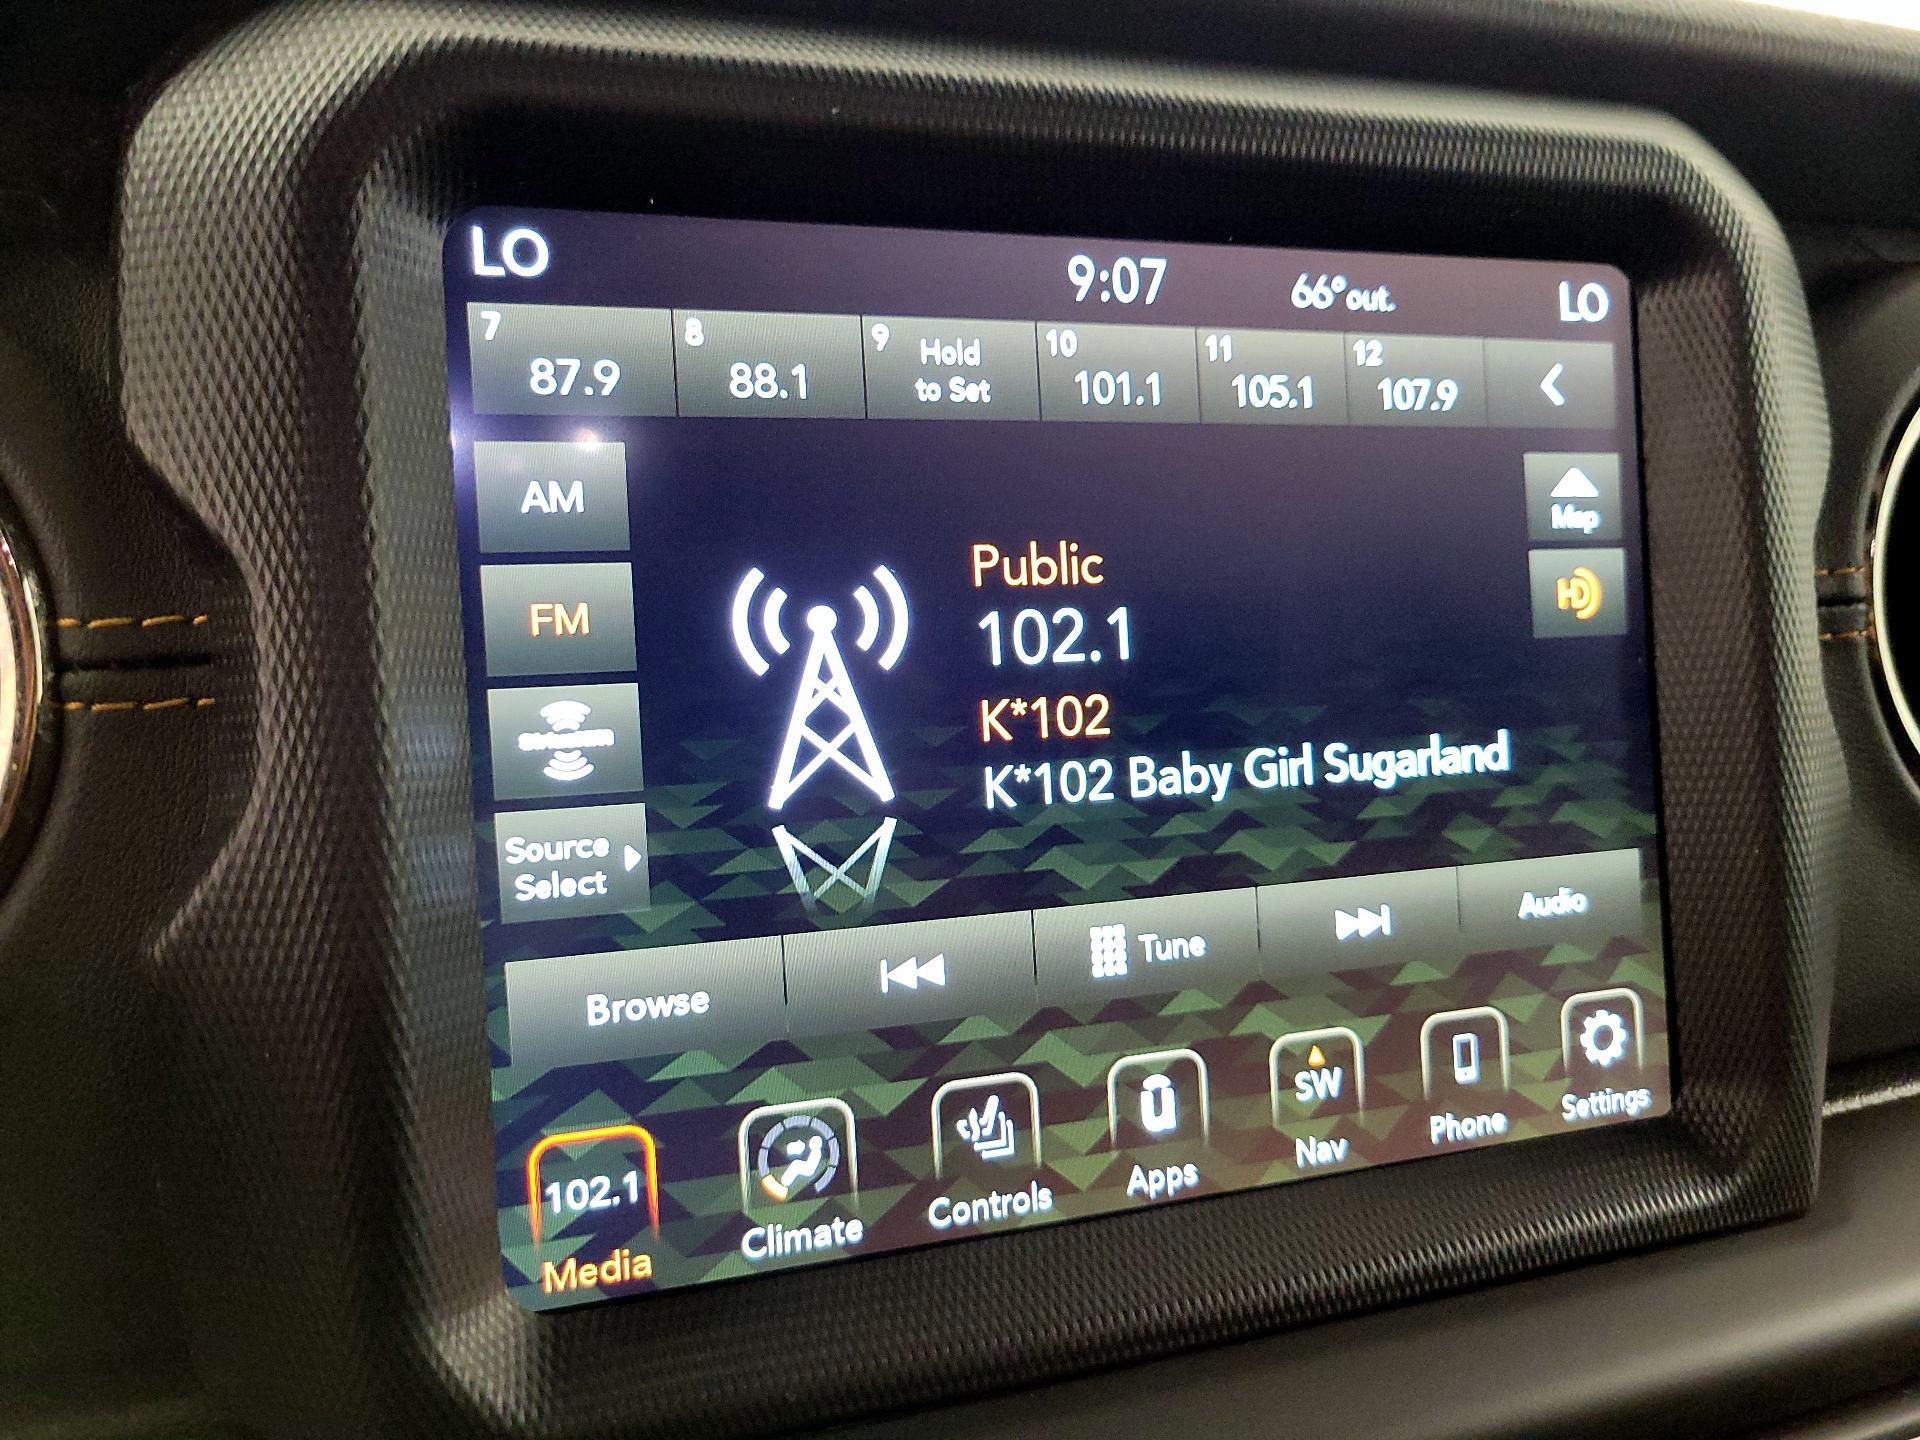 LO
9:07
66° out.
LO
7
87.9
8
88.1
9
Hold
to Set
10
101.1
11
105.1
12
107.9
AM
Map
FM
HD
Public
102.1
K*102
K*102 Baby Girl Sugarland
Source
Select
Browse
Tune
Audio
102.1
Media
Climate
Controls
Apps
SW
Nav
Phone
Settings